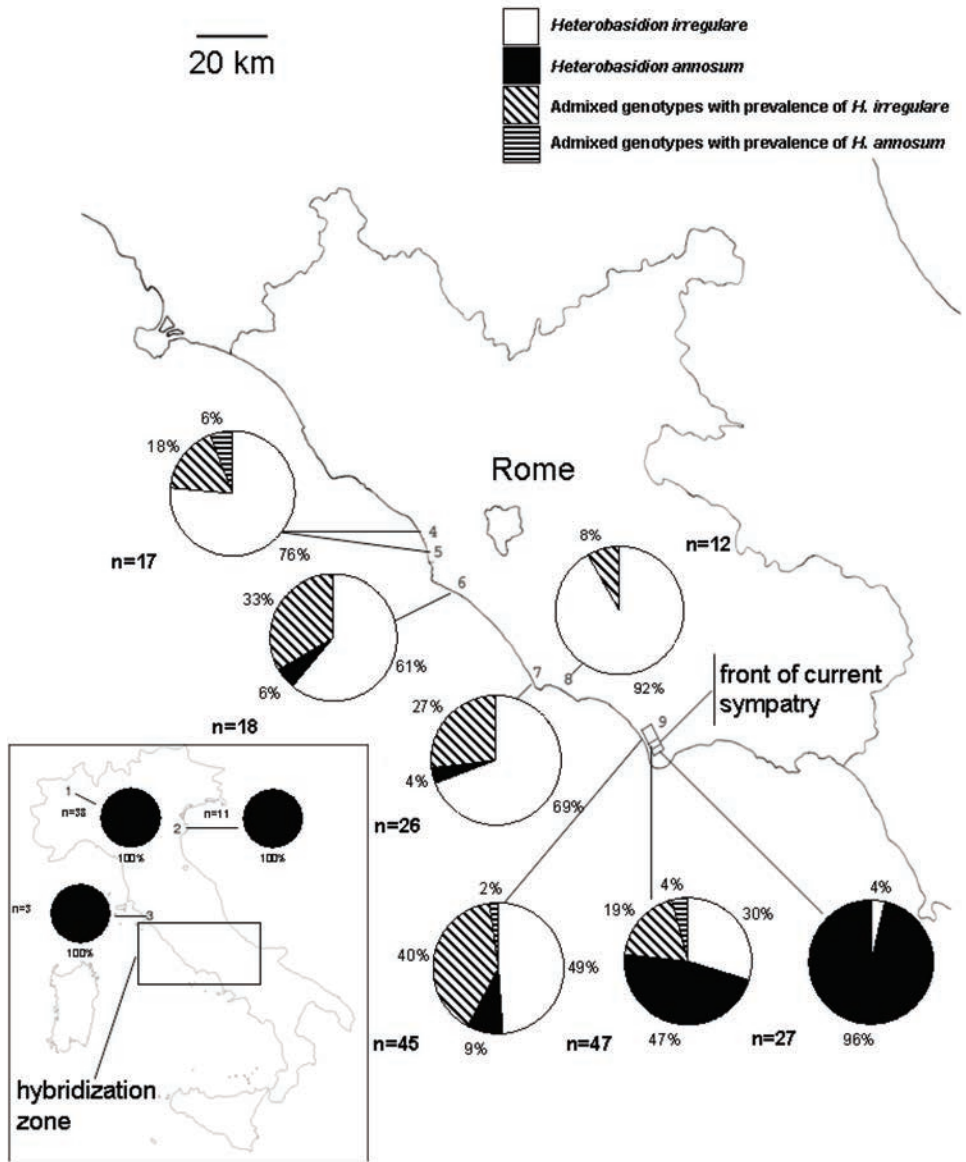 20 km
Heterobasidion irregulare
Heterobasidion annosum
Admixed genotypes with prevalence of H. irregulare
Admixed genotypes with prevalence of H. annosum
6%
18%
76%
n=17
4
5
Rome
8%
n=12
92%
33%
6
61%
6%
n=18
7
8
27%
4%
69%
n=26
9
front of current
sympatry
1
n=38
100%
2
n=11
100%
n=3
3
100%
hybridization
zone
2%
40%
49%
9%
n=45
4%
19%
30%
47%
n=47
4%
96%
n=27